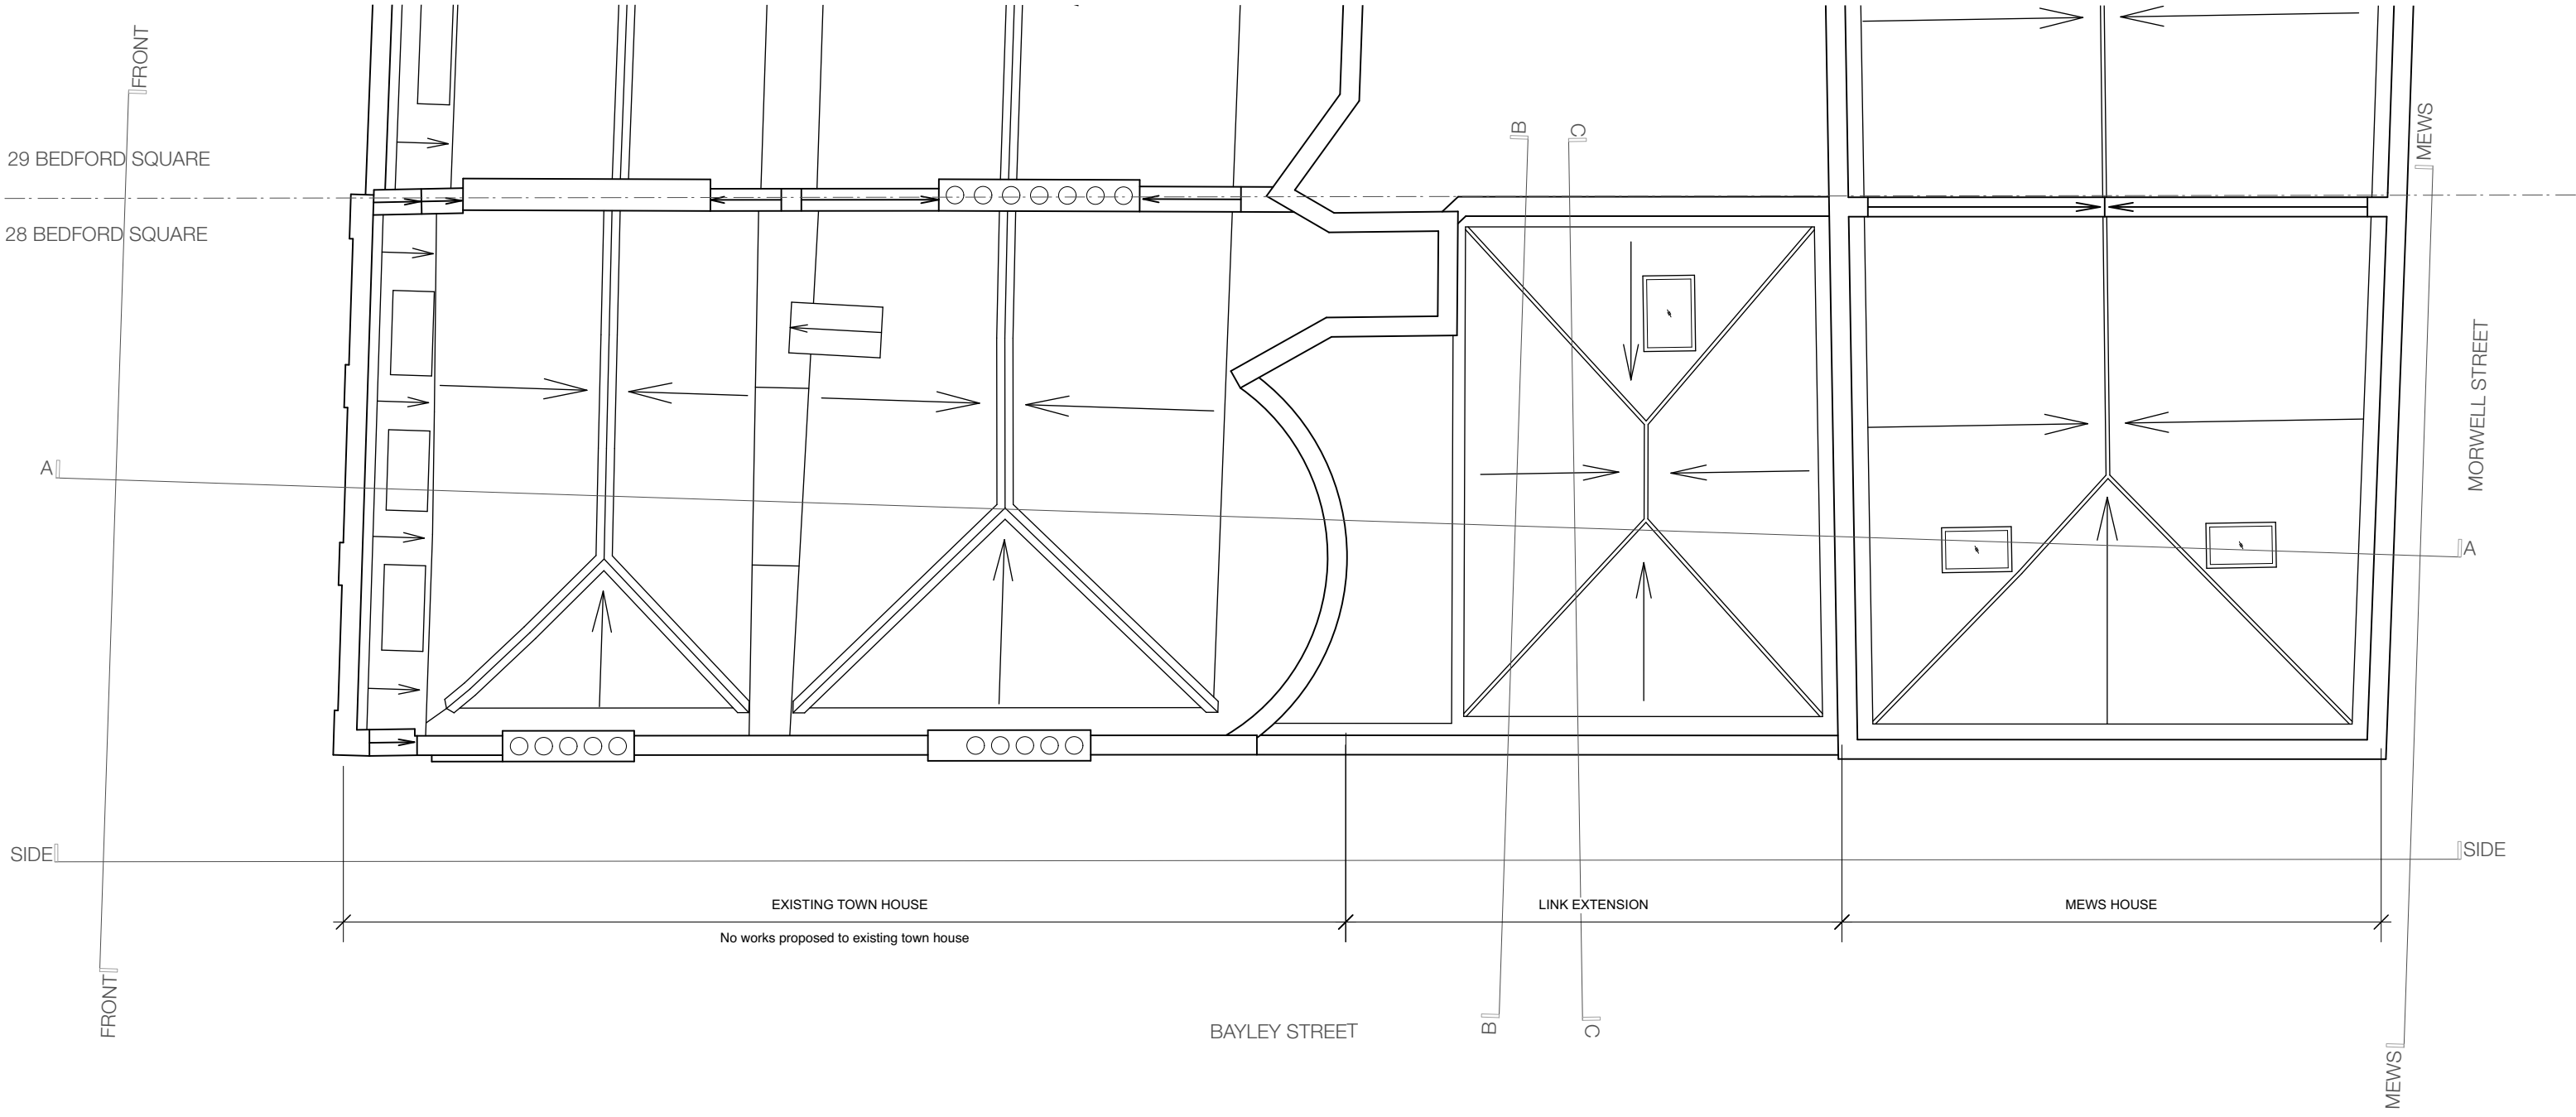 FRONT
MEWS
B
C
29 BEDFORD SQUARE
28 BEDFORD SQUARE
MORWELL STREET
A
A
SIDE
SIDE
EXISTING TOWN HOUSE
LINK EXTENSION
MEWS HOUSE
No works proposed to existing town house
FRONT
BAYLEY STREET
B
C
MEWS